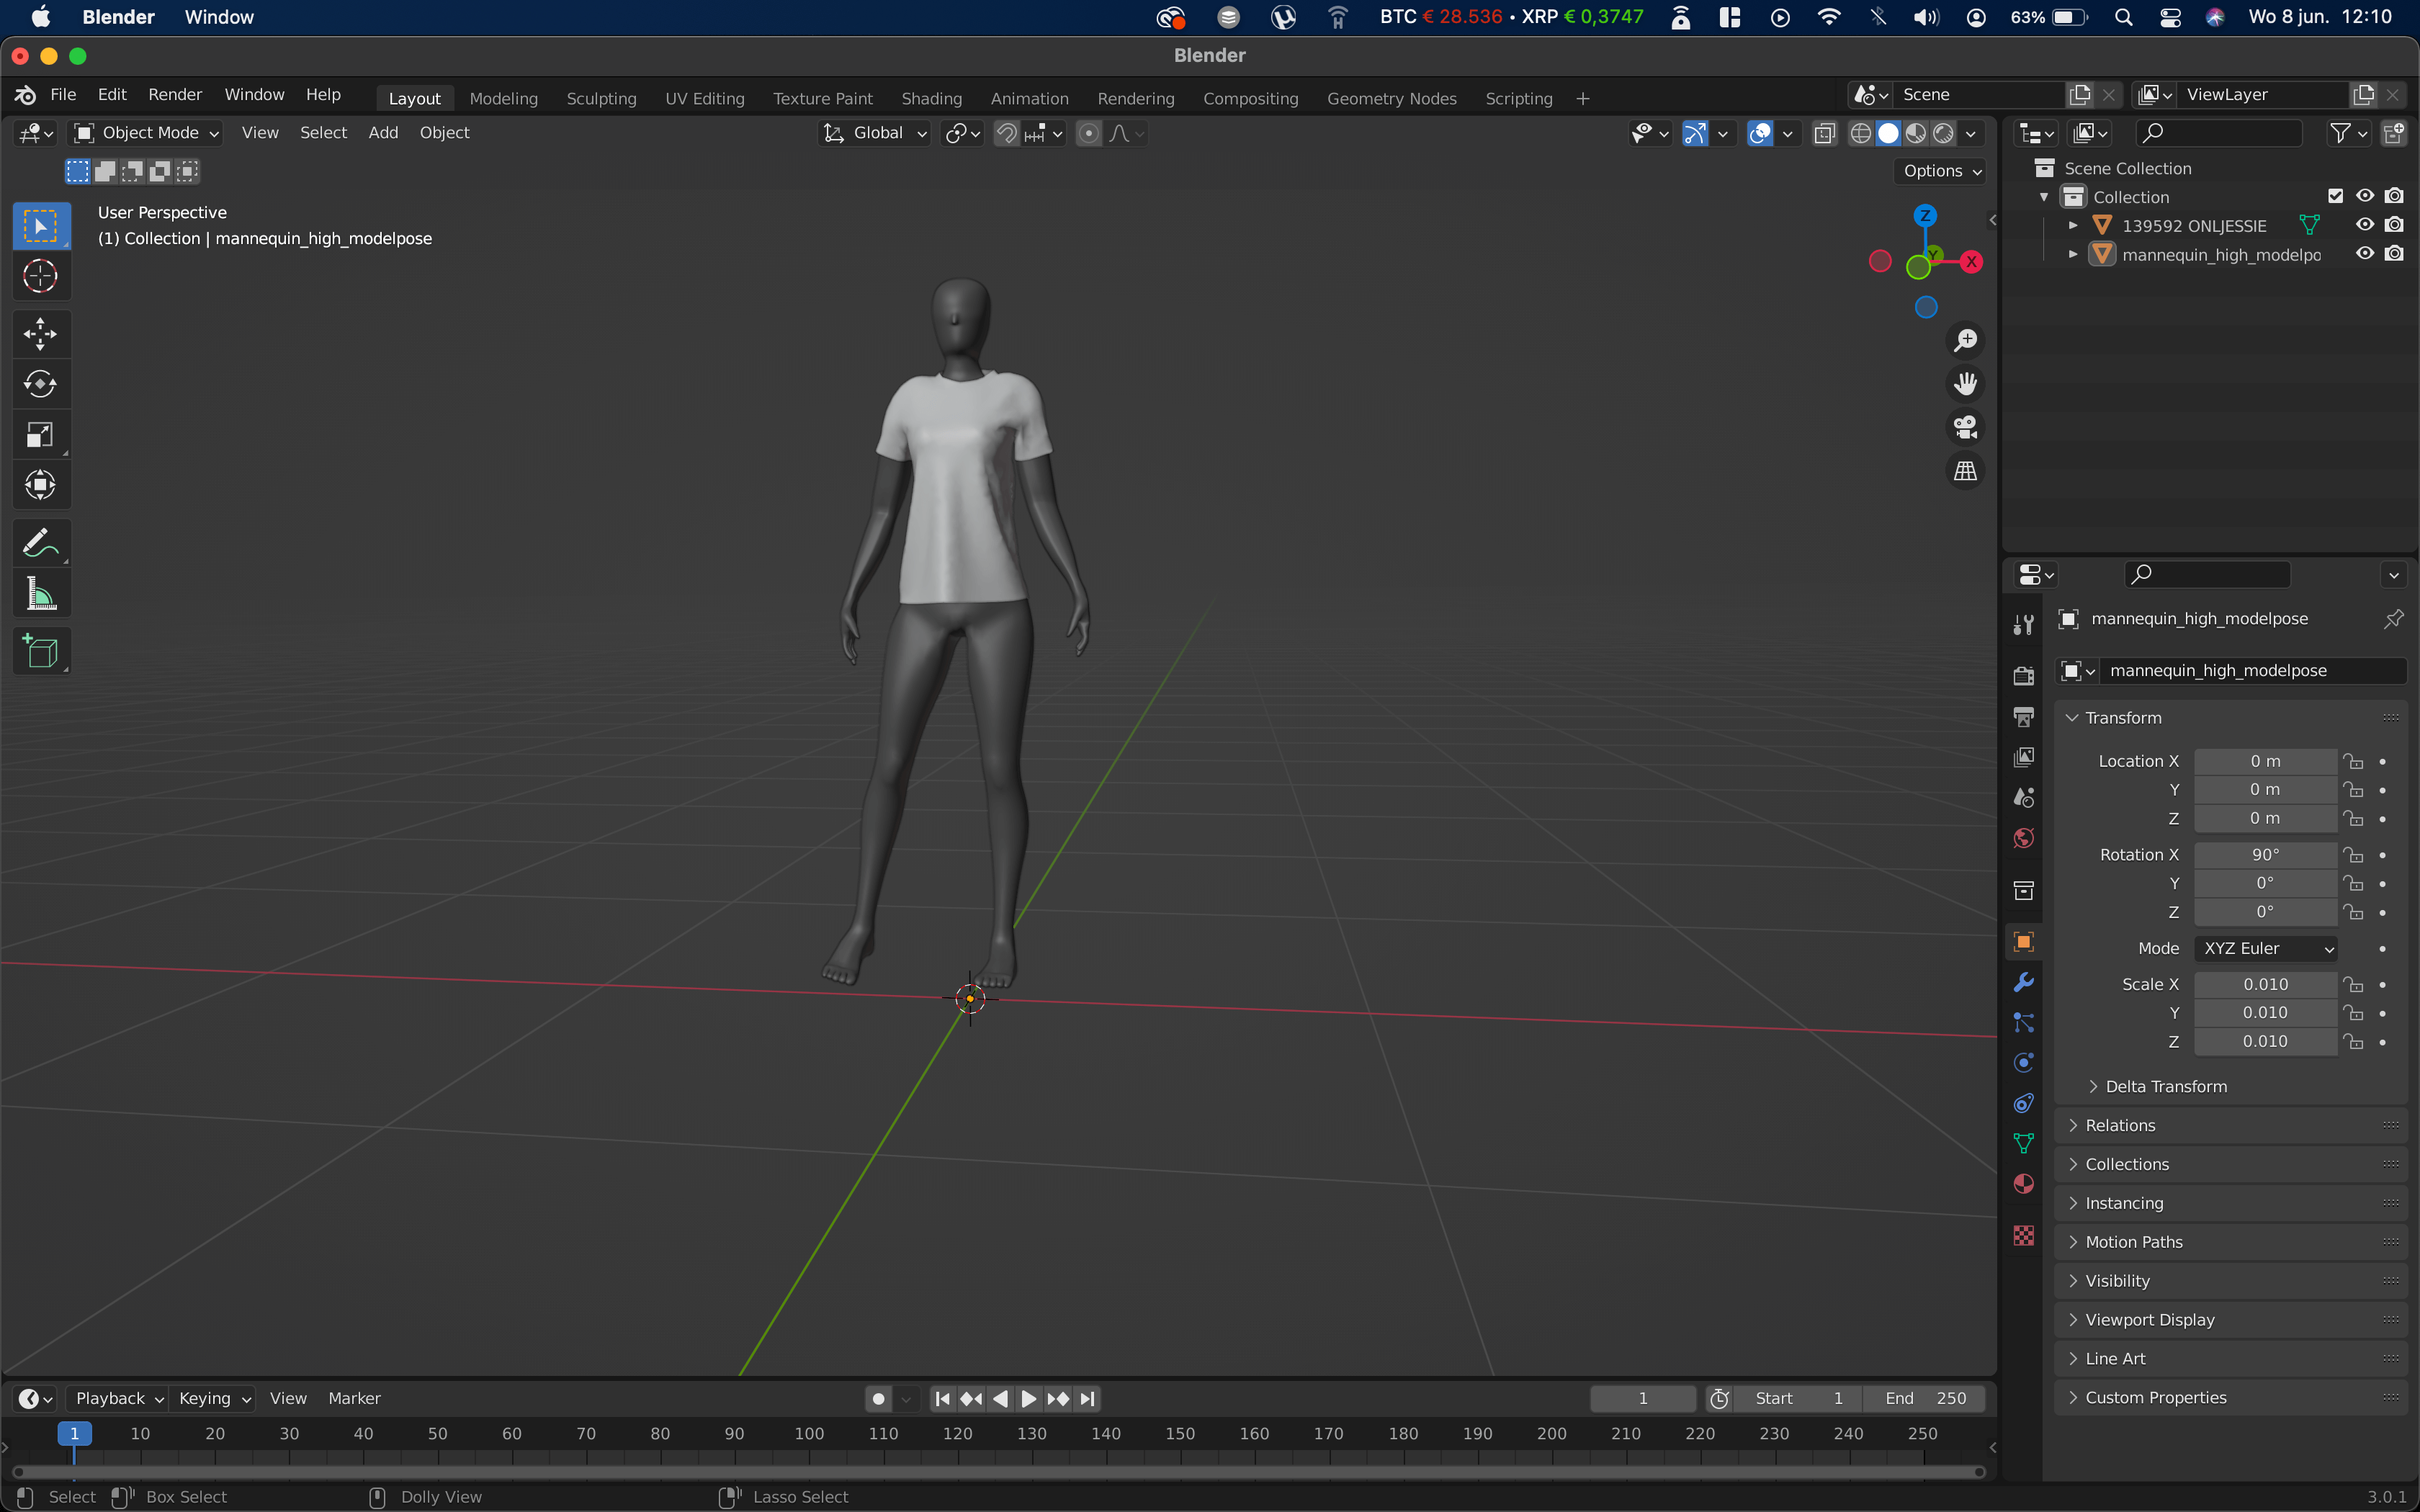 Blender Window BTC € 28.536 • XRP € 0,3747 63% Wo 8 jun. 12:10
Blender
File Edit Render Window Help Layout Modeling Sculpting UV Editing Texture Paint Shading Animation Rendering Compositing Geometry Nodes Scripting + Scene ViewLayer
Object Mode View Select Add Object Global
Options
User Perspective
(1) Collection | mannequin_high_modelpose
Z
Y
X
Scene Collection
Collection
139592 ONLJESSIE
mannequin_high_modelpo
mannequin_high_modelpose
mannequin_high_modelpose
Transform
Location X 0 m
Y 0 m
Z 0 m
Rotation X 90°
Y 0°
Z 0°
Mode XYZ Euler
Scale X 0.010
Y 0.010
Z 0.010
Delta Transform
Relations
Collections
Instancing
Motion Paths
Visibility
Viewport Display
Line Art
Custom Properties
Playback Keying View Marker 1 Start 1 End 250
1 10 20 30 40 50 60 70 80 90 100 110 120 130 140 150 160 170 180 190 200 210 220 230 240 250
Select Box Select Dolly View Lasso Select 3.0.1